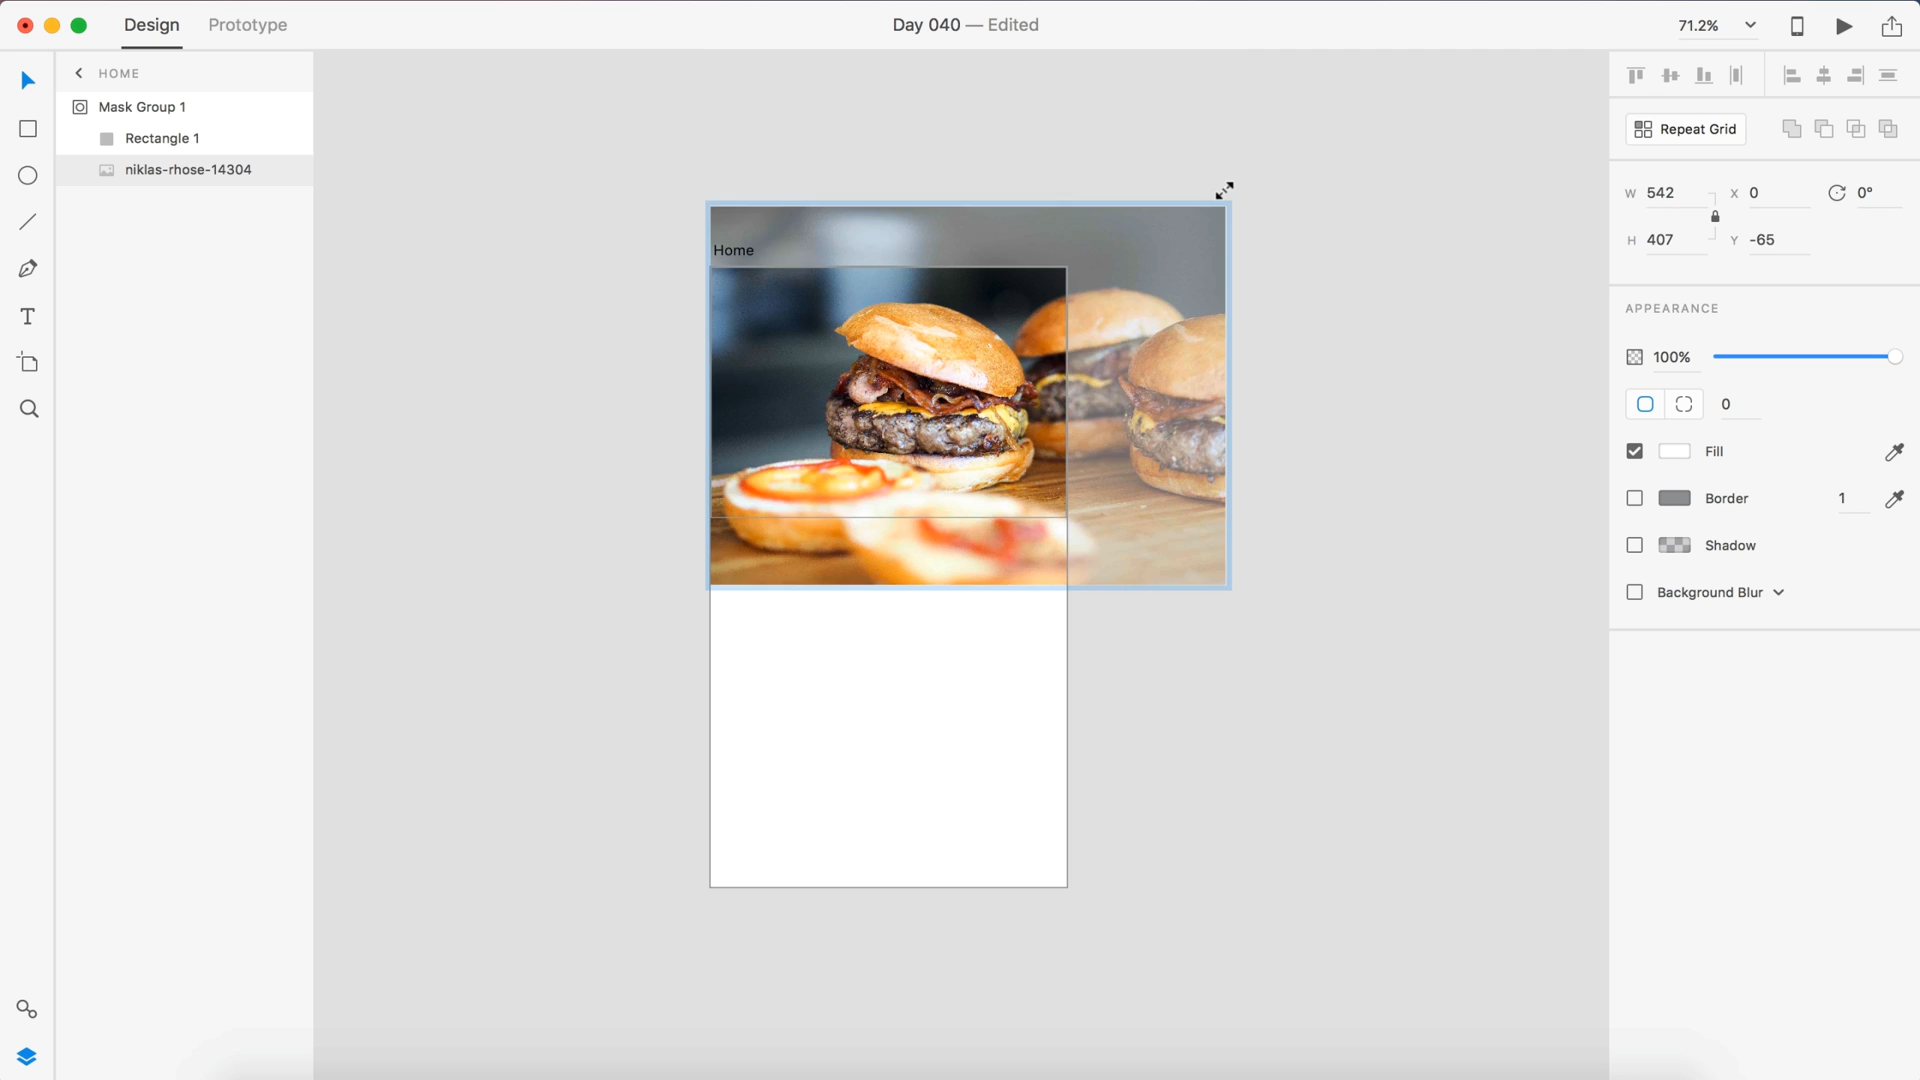 Design
Prototype
Day 040 — Edited
71.2%
HOME
Mask Group 1
Rectangle 1
niklas-rhose-14304
Home
Repeat Grid
W 542 X 0 0°
H 407 Y -65
APPEARANCE
100%
0
Fill
Border 1
Shadow
Background Blur